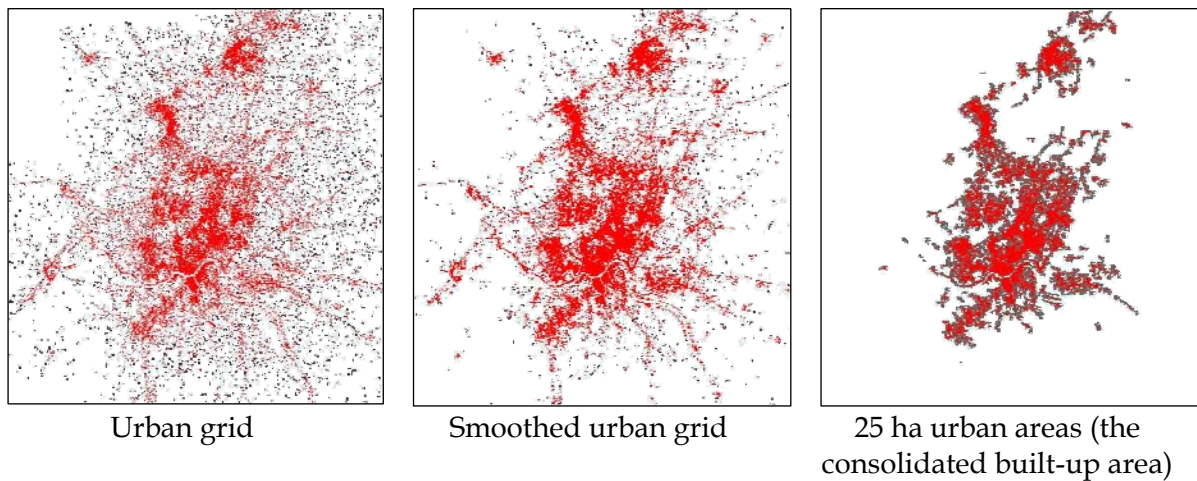 Urban grid
Smoothed urban grid
25 ha urban areas (the
consolidated built-up area)